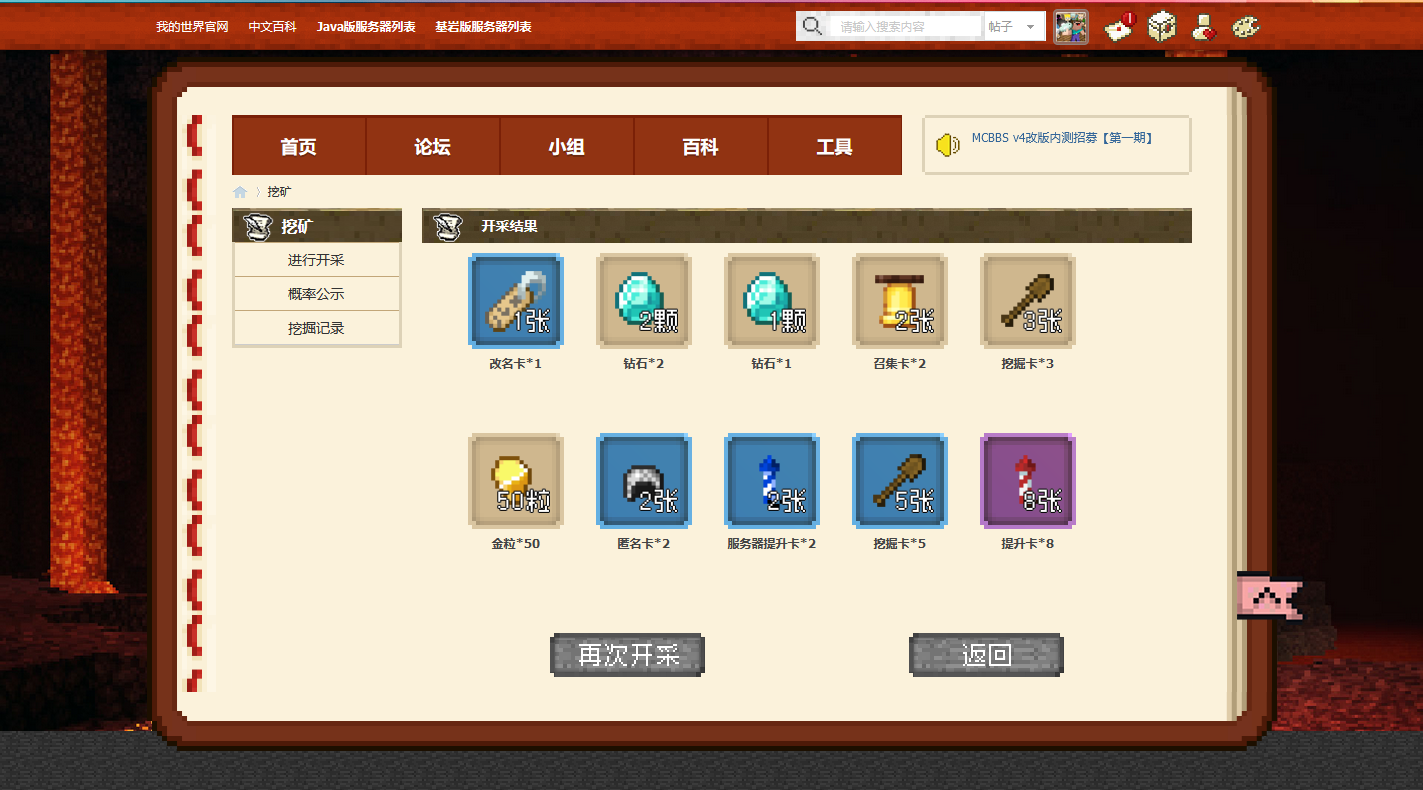 我的世界官网 中文百科 Java版服务器列表 基岩版服务器列表 请输入搜索内容 帖子 1
首页 论坛 小组 百科 工具 MCBBS v4改版内测招募【第一期】
挖矿
挖矿
进行开采
概率公示
挖掘记录
开采结果
1张 2颗 1颗 2张 3张
改名卡*1 钻石*2 钻石*1 召集卡*2 挖掘卡*3
50粒 2张 2张 5张 8张
金粒*50 匿名卡*2 服务器提升卡*2 挖掘卡*5 提升卡*8
再次开采 返回